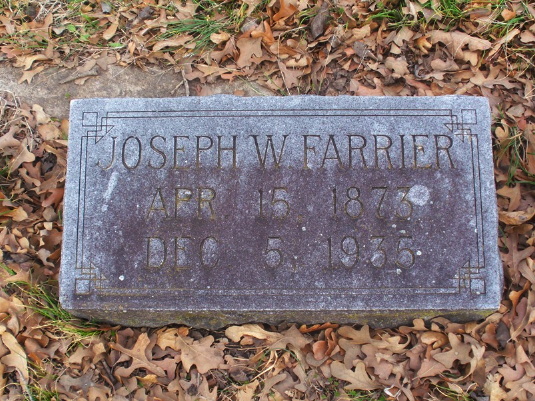 JOSEPH W FARRIER
APR 15, 1873
DEC 5, 1935